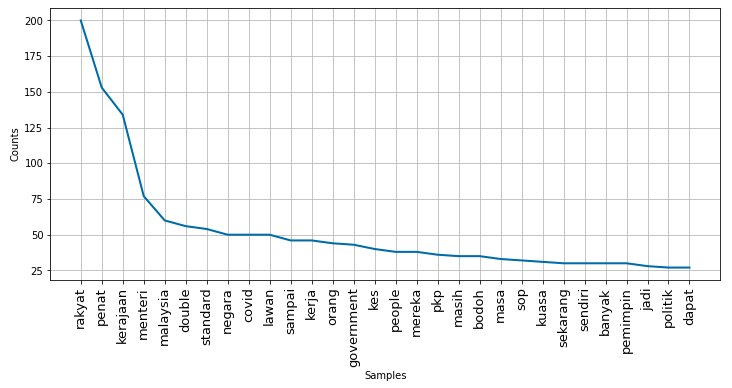 Counts
200
175
150
125
100
75
50
25
rakyat
penat
kerajaan
menteri
malaysia
double
standard
negara
covid
lawan
sampai
kerja
orang
government
kes
people
mereka
pkp
masih
bodoh
masa
sop
kuasa
sekarang
sendiri
banyak
pemimpin
jadi
politik
dapat
Samples